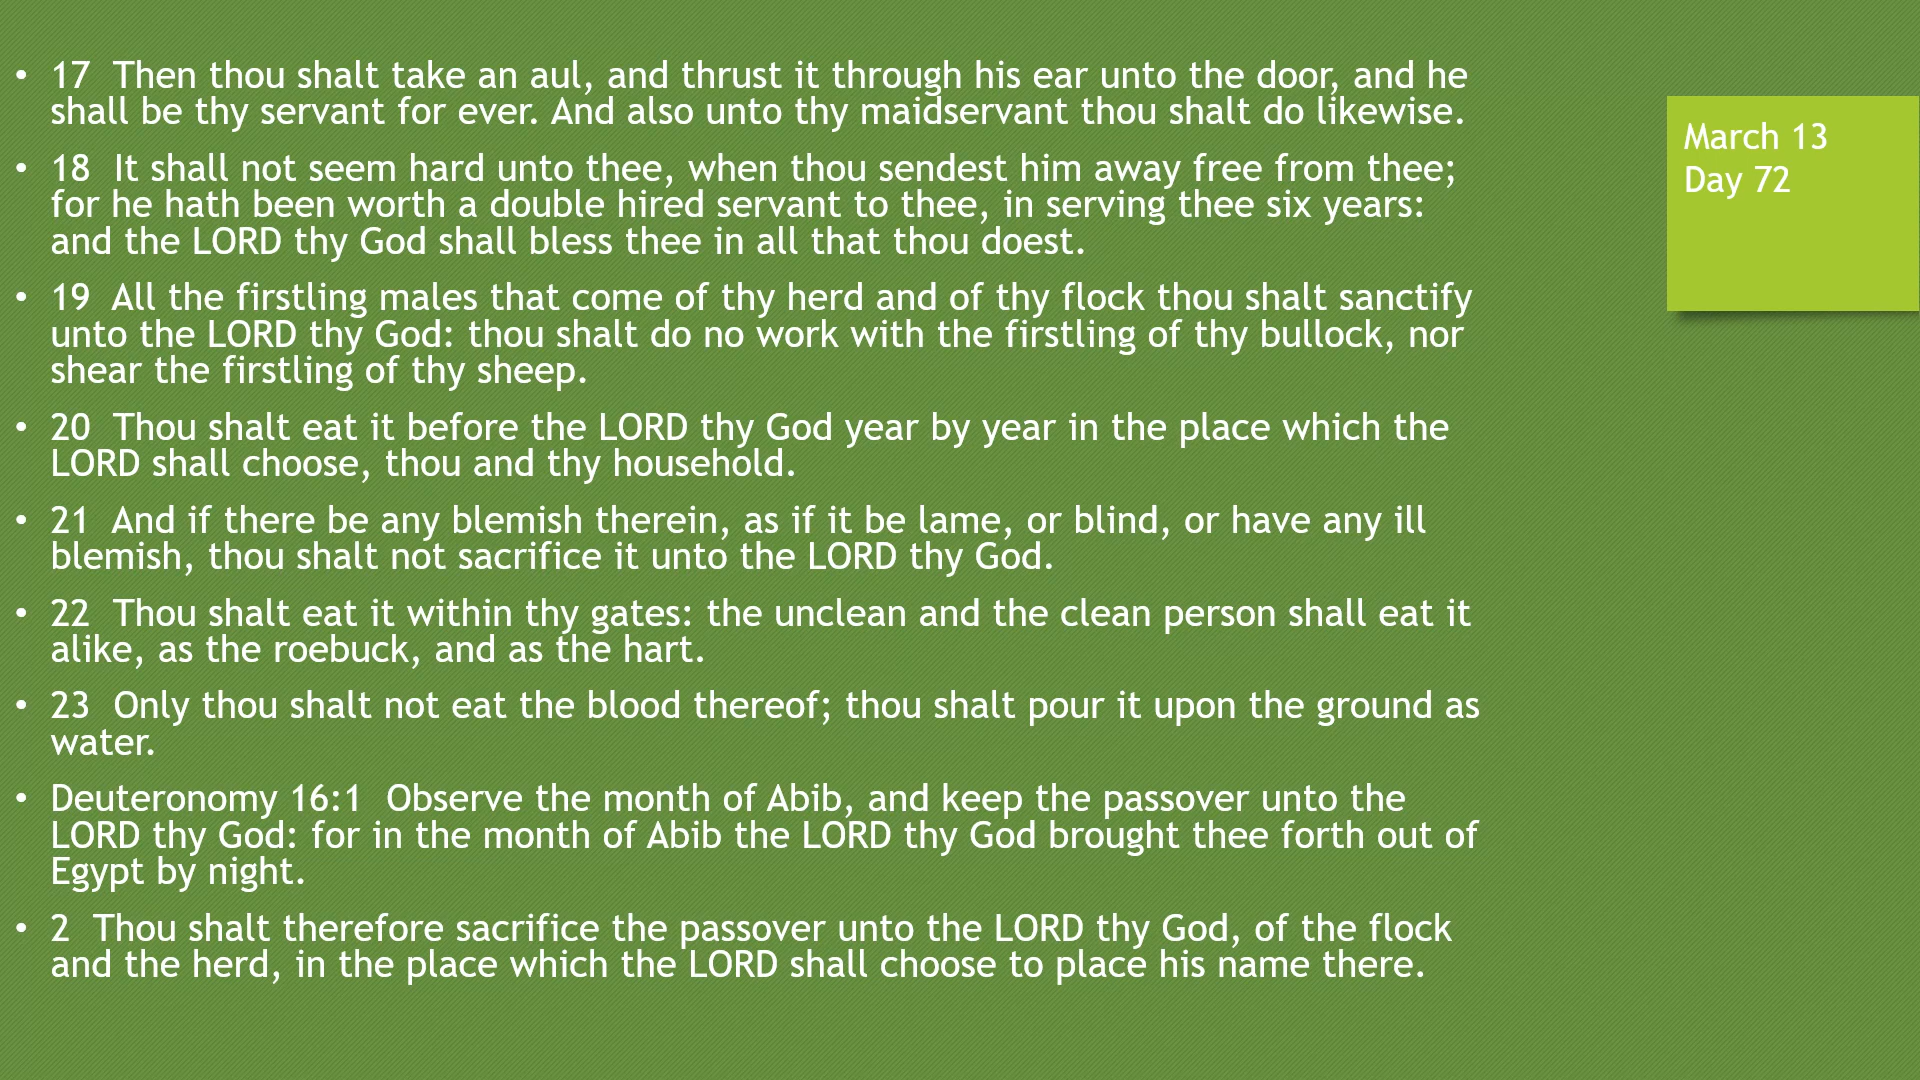 • 17  Then thou shalt take an aul, and thrust it through his ear unto the door, and he
shall be thy servant for ever. And also unto thy maidservant thou shalt do likewise.
• 18  It shall not seem hard unto thee, when thou sendest him away free from thee;
for he hath been worth a double hired servant to thee, in serving thee six years:
and the LORD thy God shall bless thee in all that thou doest.
• 19  All the firstling males that come of thy herd and of thy flock thou shalt sanctify
unto the LORD thy God: thou shalt do no work with the firstling of thy bullock, nor
shear the firstling of thy sheep.
• 20  Thou shalt eat it before the LORD thy God year by year in the place which the
LORD shall choose, thou and thy household.
• 21  And if there be any blemish therein, as if it be lame, or blind, or have any ill
blemish, thou shalt not sacrifice it unto the LORD thy God.
• 22  Thou shalt eat it within thy gates: the unclean and the clean person shall eat it
alike, as the roebuck, and as the hart.
• 23  Only thou shalt not eat the blood thereof; thou shalt pour it upon the ground as
water.
• Deuteronomy 16:1  Observe the month of Abib, and keep the passover unto the
LORD thy God: for in the month of Abib the LORD thy God brought thee forth out of
Egypt by night.
• 2  Thou shalt therefore sacrifice the passover unto the LORD thy God, of the flock
and the herd, in the place which the LORD shall choose to place his name there.
March 13
Day 72